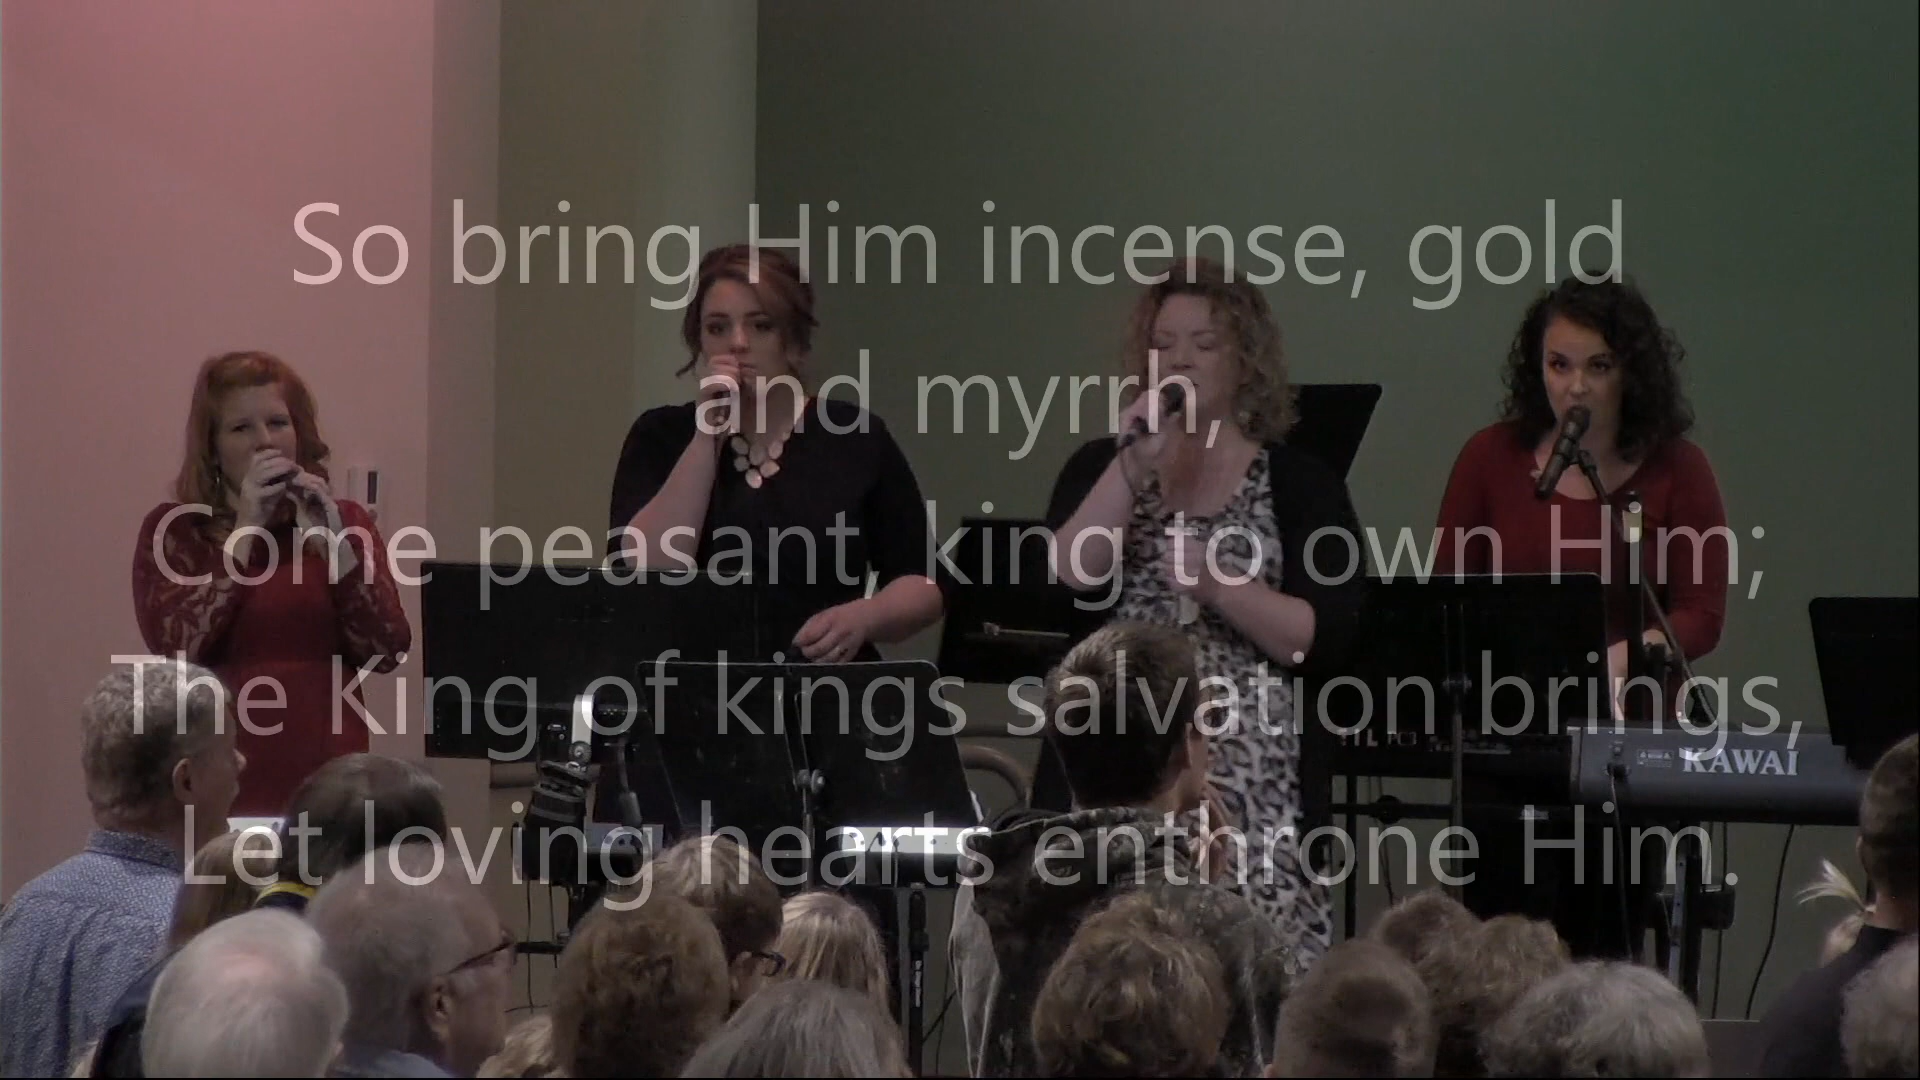 So bring Him incense, gold
and myrrh,
Come peasant, king to own Him;
The King of kings salvation brings,
KAWAI
Let loving hearts enthrone Him.